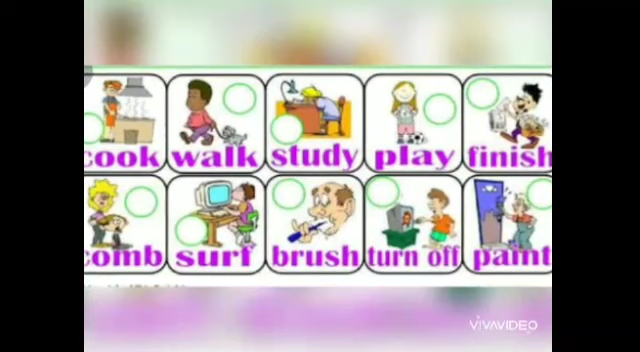 cook walk study play finish
comb surf brush turn off paint
VIVAVIDEO